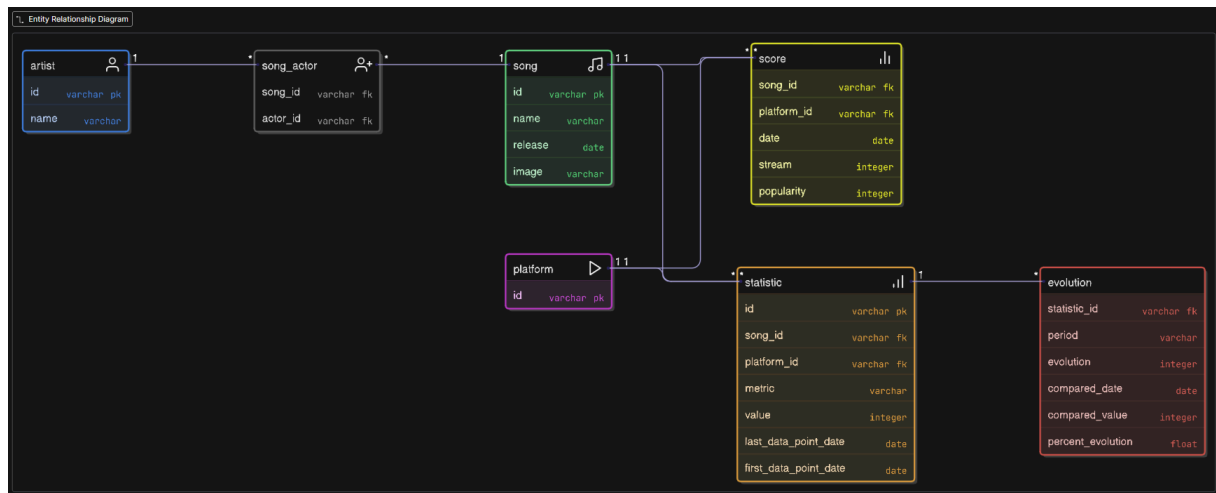 Entity Relationship Diagram
artist
id varchar pk
name varchar
1
*
song_actor
song_id varchar fk
actor_id varchar fk
*
1
song
id varchar pk
name varchar
release date
image varchar
1 1
* *
score
song_id varchar fk
platform_id varchar fk
date date
stream integer
popularity integer
platform
id varchar pk
1 1
* *
statistic
id varchar pk
song_id varchar fk
platform_id varchar fk
metric varchar
value integer
last_data_point_date date
first_data_point_date date
1
*
evolution
statistic_id varchar fk
period varchar
evolution integer
compared_date date
compared_value integer
percent_evolution float